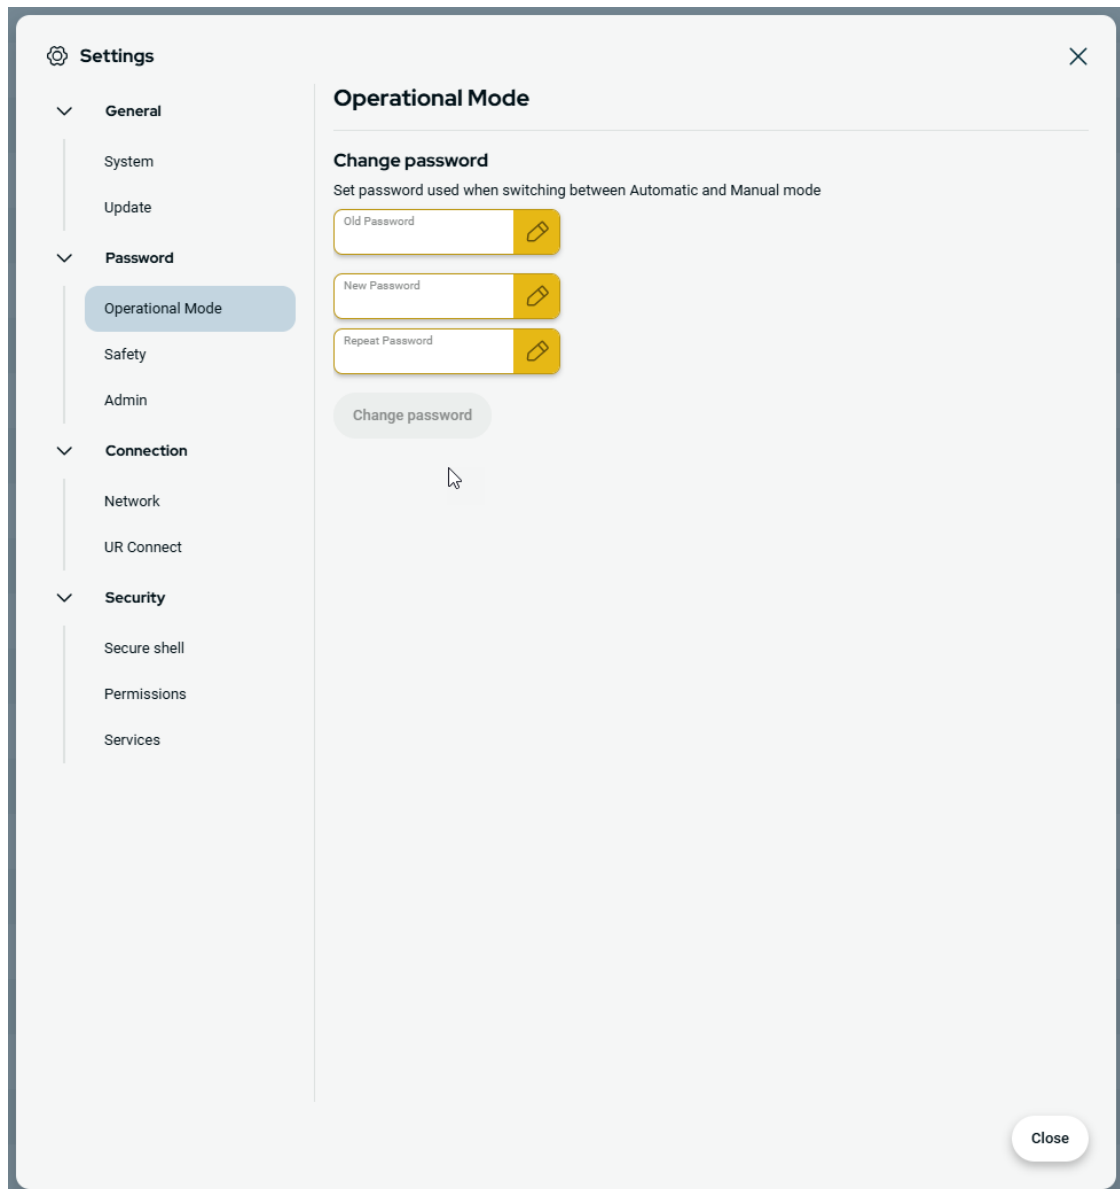 Settings
General
System
Update
Password
Operational Mode
Safety
Admin
Connection
Network
UR Connect
Security
Secure shell
Permissions
Services
Operational Mode
Change password
Set password used when switching between Automatic and Manual mode
Old Password
New Password
Repeat Password
Change password
Close